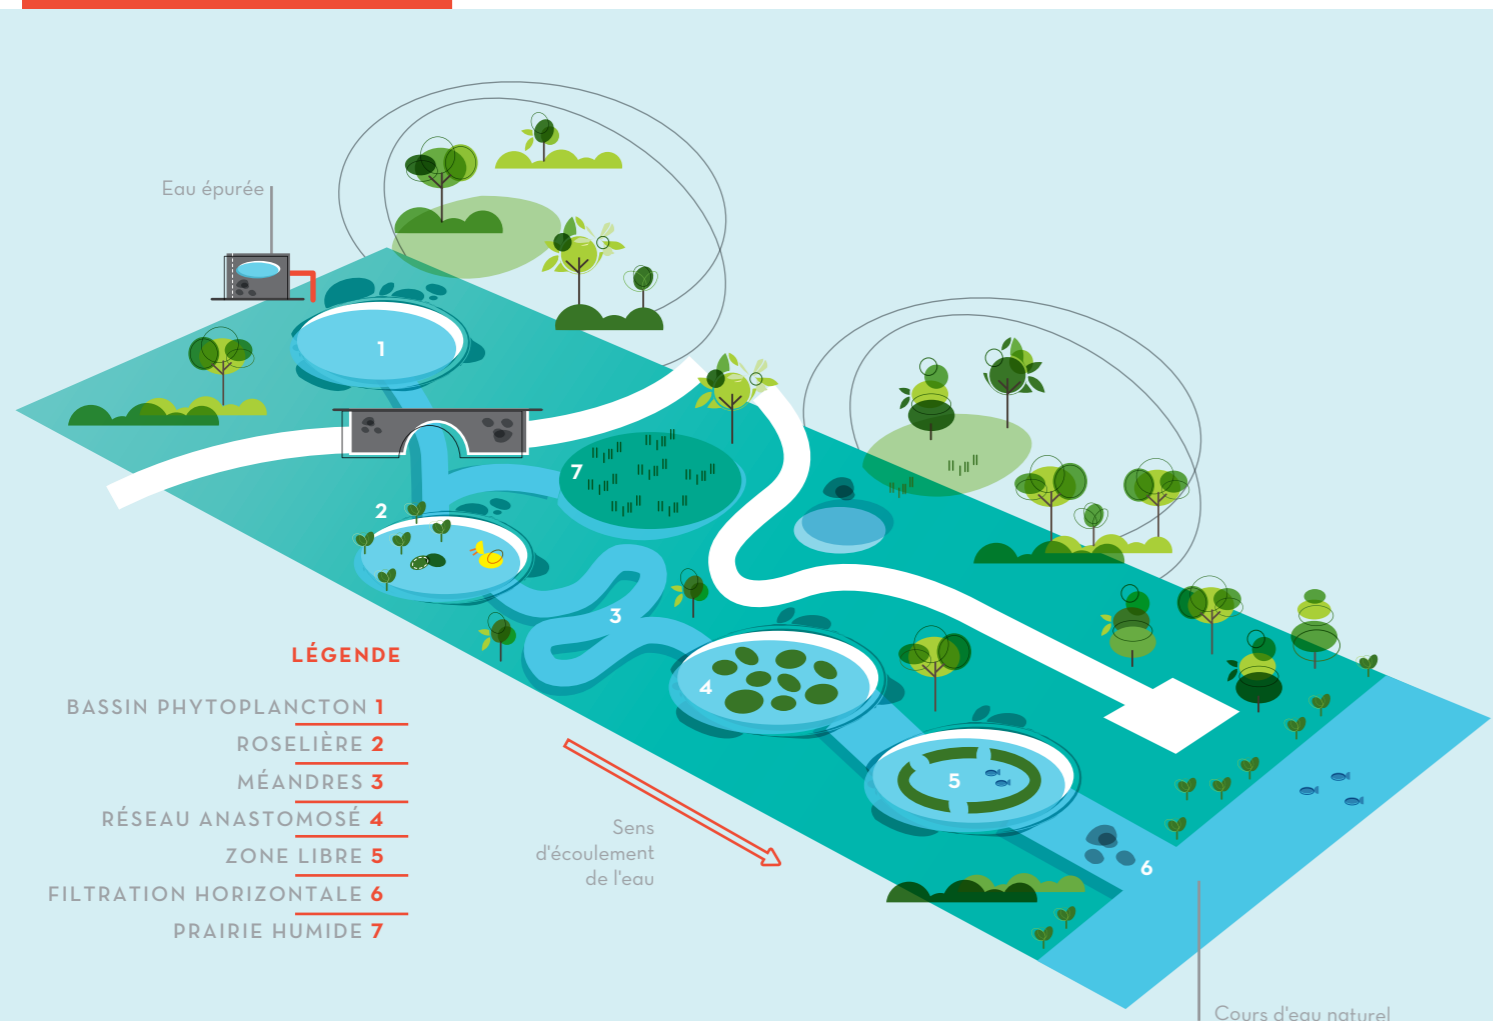 Eau épurée
1
7
2
3
4
5
6
LÉGENDE
BASSIN PHYTOPLANCTON 1
ROSELIÈRE 2
MÉANDRES 3
RÉSEAU ANASTOMOSÉ 4
ZONE LIBRE 5
FILTRATION HORIZONTALE 6
PRAIRIE HUMIDE 7
Sens
d'écoulement
de l'eau
Cours d'eau naturel